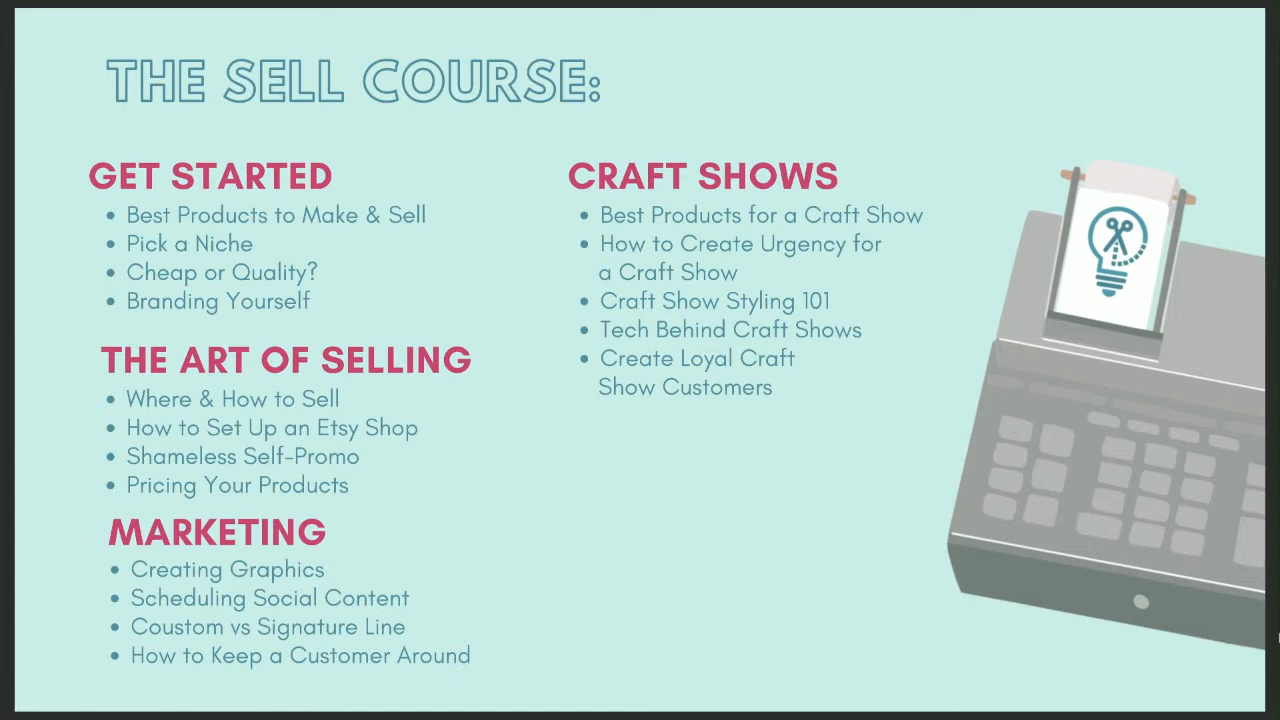 THE SELL COURSE:
GET STARTED
• Best Products to Make & Sell
• Pick a Niche
• Cheap or Quality?
• Branding Yourself
THE ART OF SELLING
• Where & How to Sell
• How to Set Up an Etsy Shop
• Shameless Self-Promo
• Pricing Your Products
MARKETING
• Creating Graphics
• Scheduling Social Content
• Coustom vs Signature Line
• How to Keep a Customer Around
CRAFT SHOWS
• Best Products for a Craft Show
• How to Create Urgency for
a Craft Show
• Craft Show Styling 101
• Tech Behind Craft Shows
• Create Loyal Craft
Show Customers